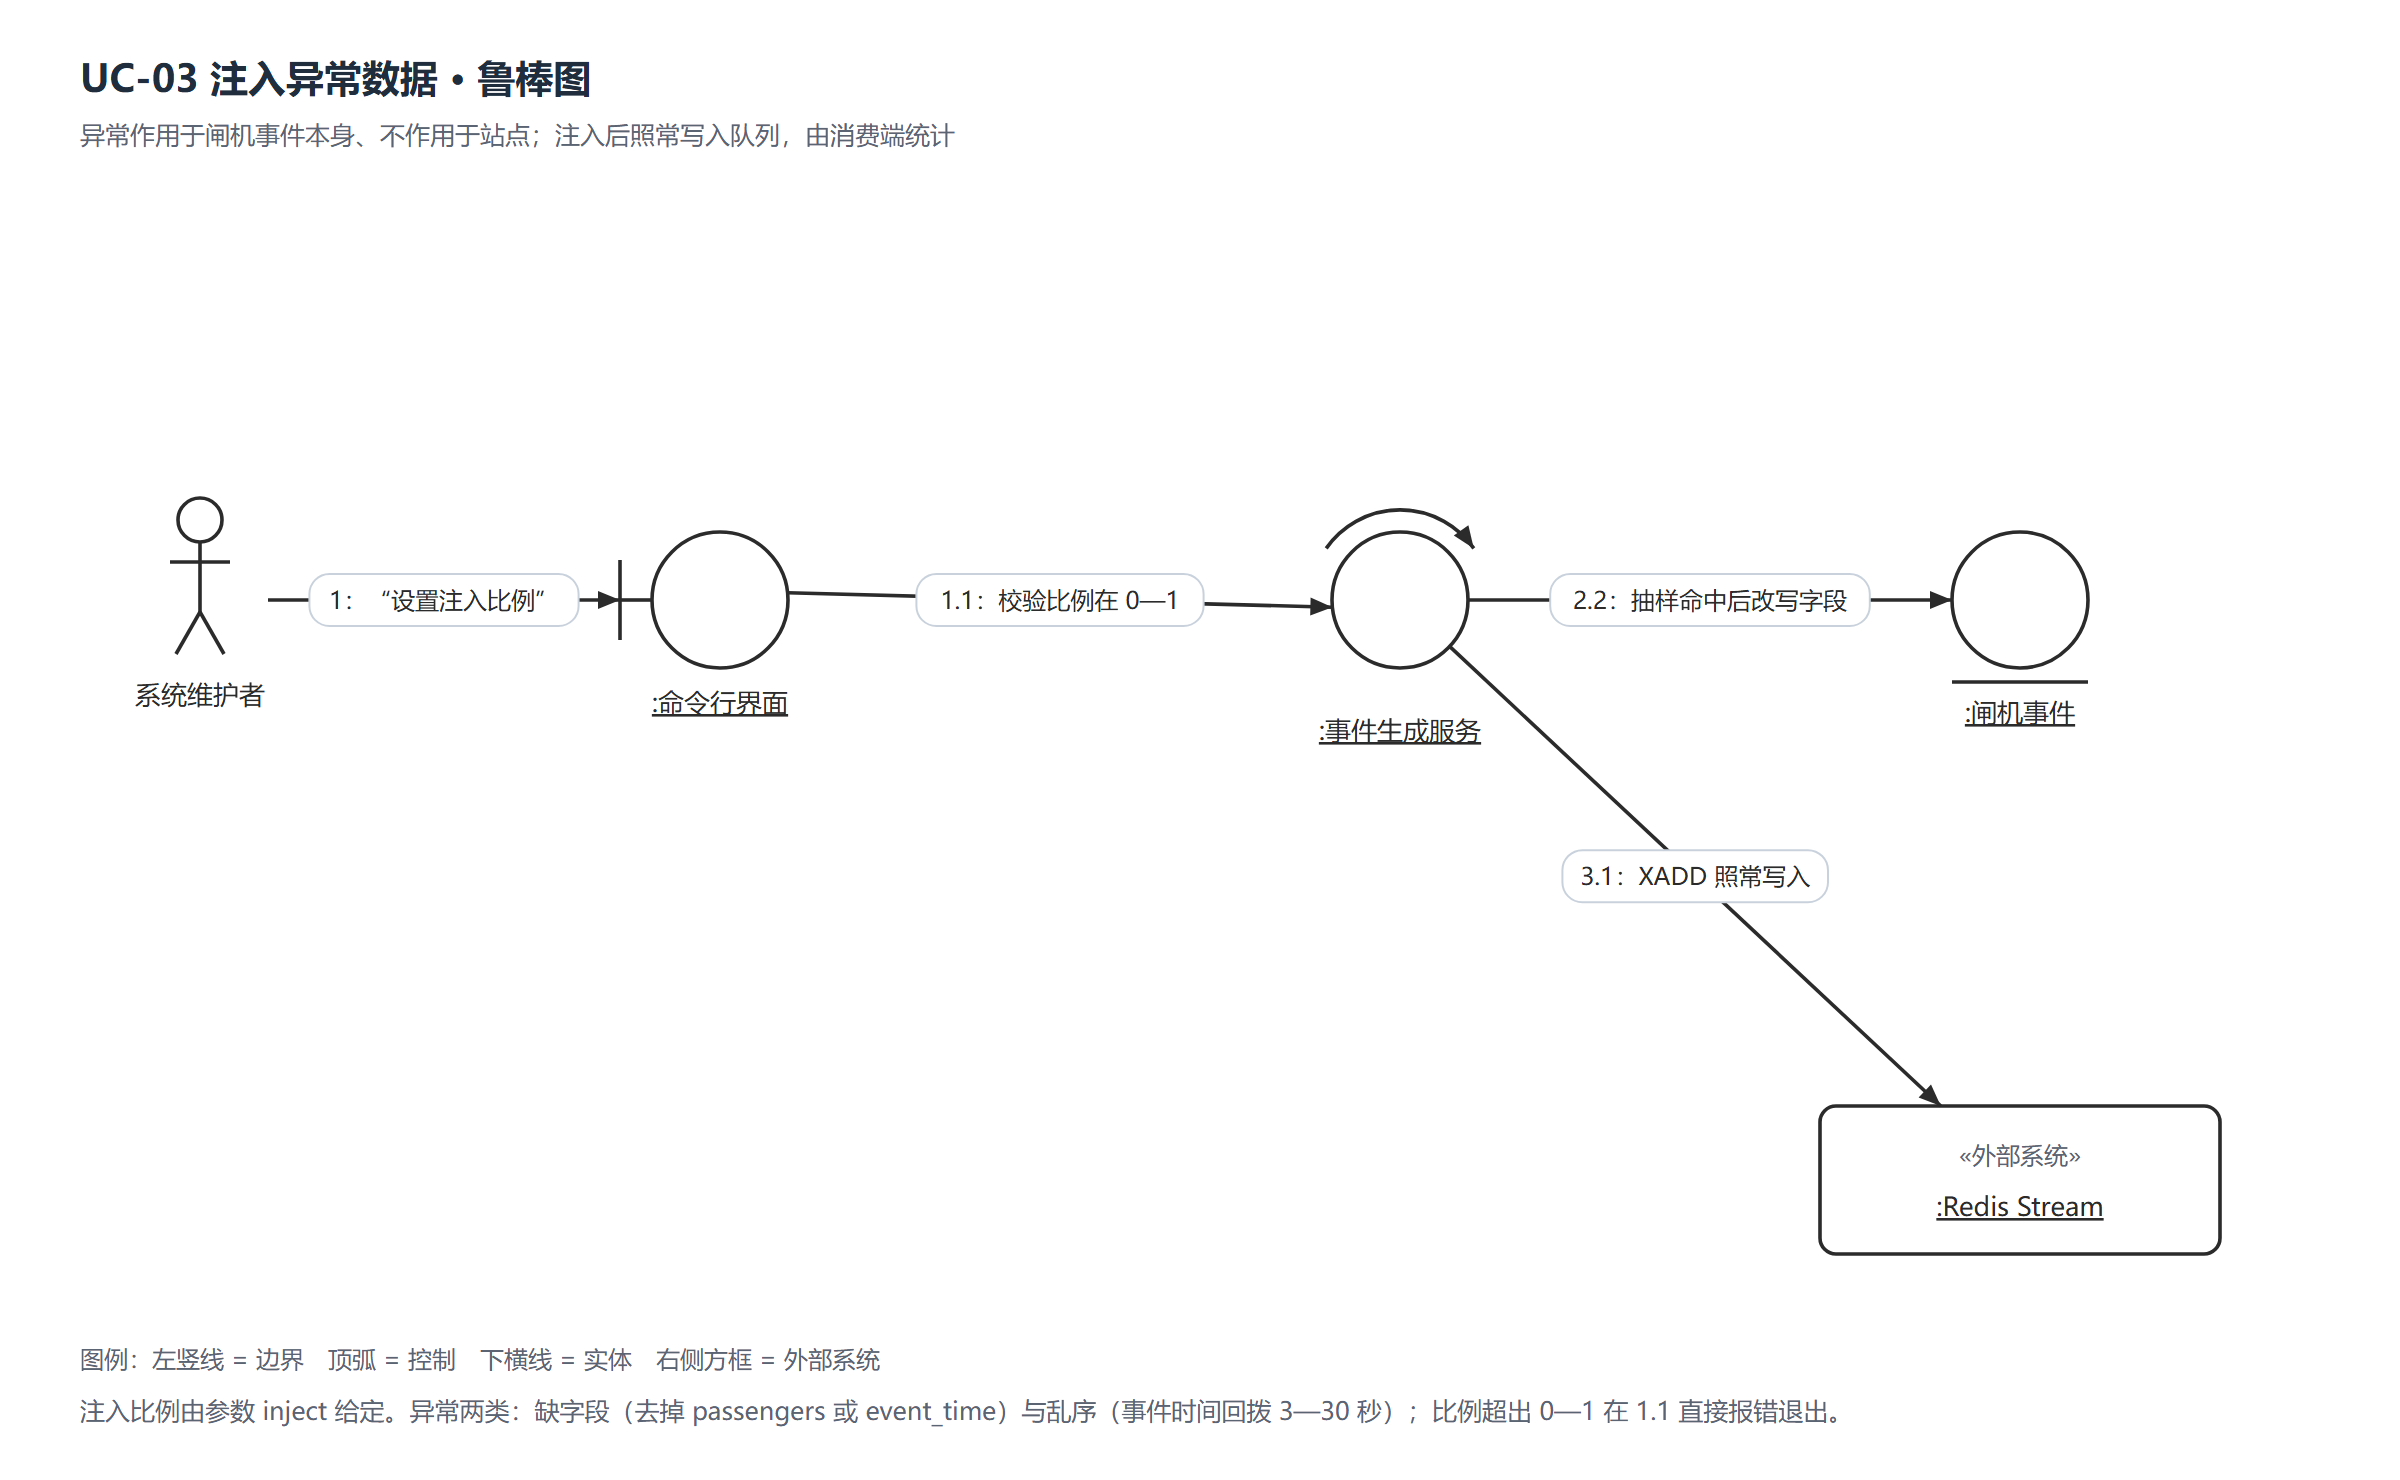 UC-03 注入异常数据 • 鲁棒图
异常作用于闸机事件本身、不作用于站点；注入后照常写入队列，由消费端统计
1：“设置注入比例”
1.1：校验比例在 0—1
2.2：抽样命中后改写字段
系统维护者
:命令行界面
:事件生成服务
:闸机事件
3.1：XADD 照常写入
«外部系统»
:Redis Stream
图例：左竖线 = 边界　顶弧 = 控制　下横线 = 实体　右侧方框 = 外部系统
注入比例由参数 inject 给定。异常两类：缺字段（去掉 passengers 或 event_time）与乱序（事件时间回拨 3—30 秒）；比例超出 0—1 在 1.1 直接报错退出。